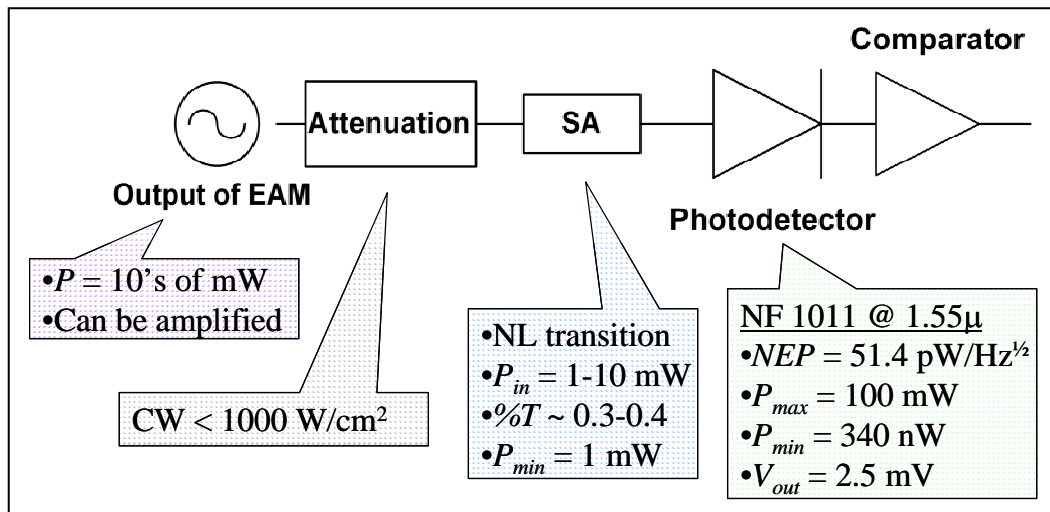 Comparator
Attenuation
SA
Output of EAM
Photodetector
•P = 10’s of mW
•Can be amplified
CW < 1000 W/cm²
•NL transition
•P_in = 1-10 mW
•%T ~ 0.3-0.4
•P_min = 1 mW
NF 1011 @ 1.55µ
•NEP = 51.4 pW/Hz^½
•P_max = 100 mW
•P_min = 340 nW
•V_out = 2.5 mV